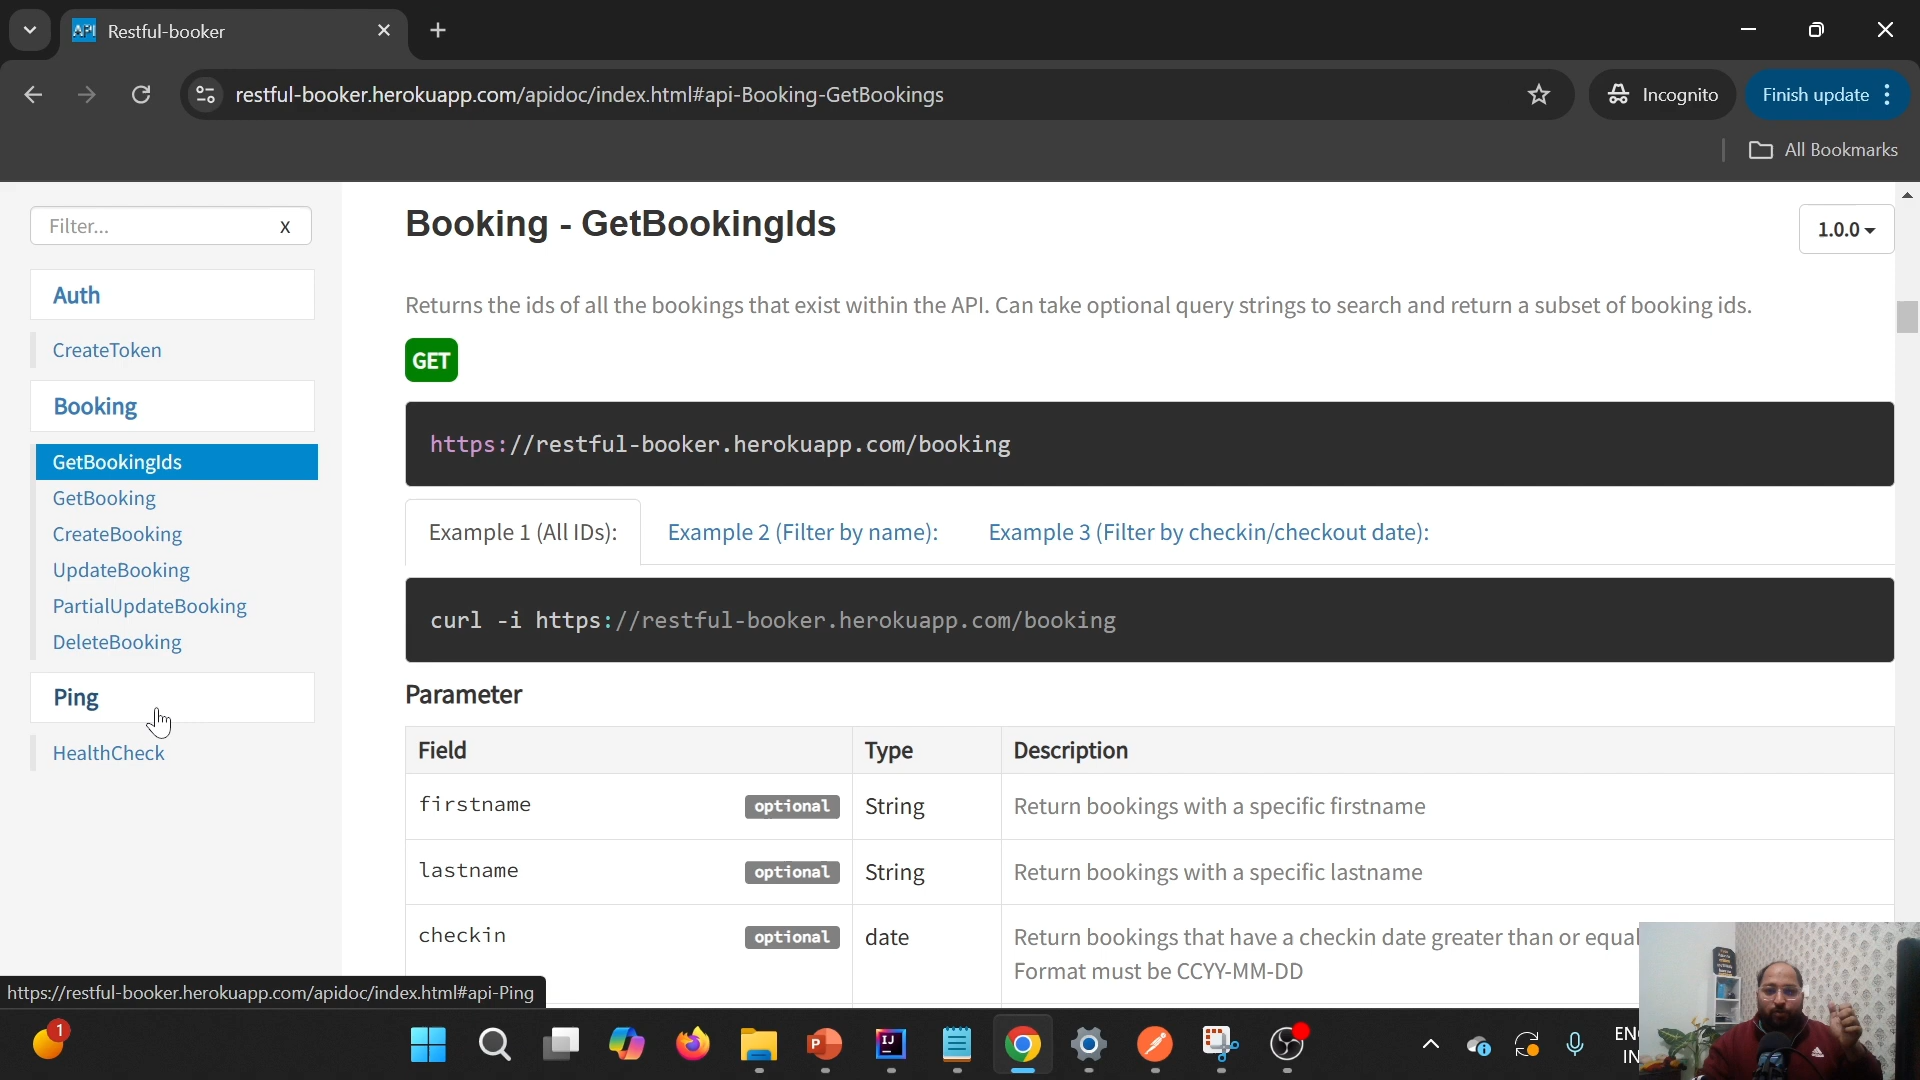 Restful-booker
restful-booker.herokuapp.com/apidoc/index.html#api-Booking-GetBookings
Incognito
Finish update
All Bookmarks
Filter...
x
Auth
CreateToken
Booking
GetBookingIds
GetBooking
CreateBooking
UpdateBooking
PartialUpdateBooking
DeleteBooking
Ping
HealthCheck
Booking - GetBookingIds
1.0.0
Returns the ids of all the bookings that exist within the API. Can take optional query strings to search and return a subset of booking ids.
GET
https://restful-booker.herokuapp.com/booking
Example 1 (All IDs):
Example 2 (Filter by name):
Example 3 (Filter by checkin/checkout date):
curl -i https://restful-booker.herokuapp.com/booking
Parameter
Field Type Description
firstname optional String Return bookings with a specific firstname
lastname optional String Return bookings with a specific lastname
checkin optional date Return bookings that have a checkin date greater than or equal
Format must be CCYY-MM-DD
https://restful-booker.herokuapp.com/apidoc/index.html#api-Ping
1